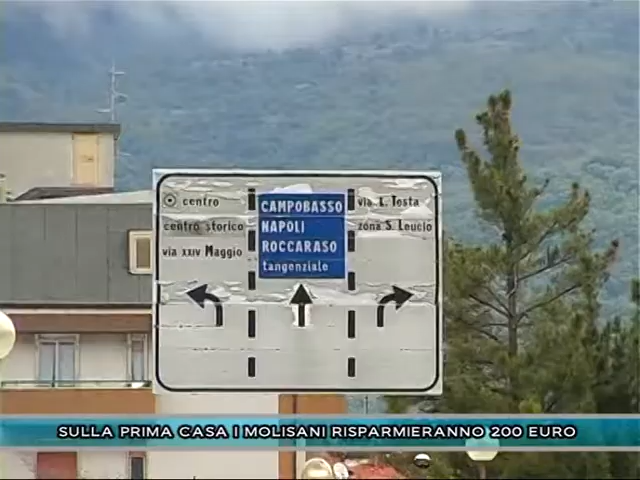 centro
centro storico
via xxiv Maggio
CAMPOBASSO
NAPOLI
ROCCARASO
tangenziale
via L. Testa
zona S. Leucio
SULLA PRIMA CASA I MOLISANI RISPARMIERANNO 200 EURO